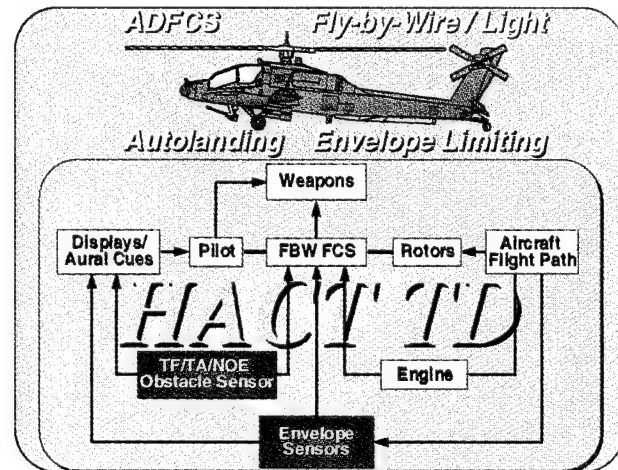 ADFCS Fly-by-Wire / Light
Autolanding Envelope Limiting
Weapons
Displays/
Aural Cues
Pilot
FBW FCS
Rotors
Aircraft
Flight Path
HACT TD
TF/TA/NOE
Obstacle Sensor
Engine
Envelope
Sensors